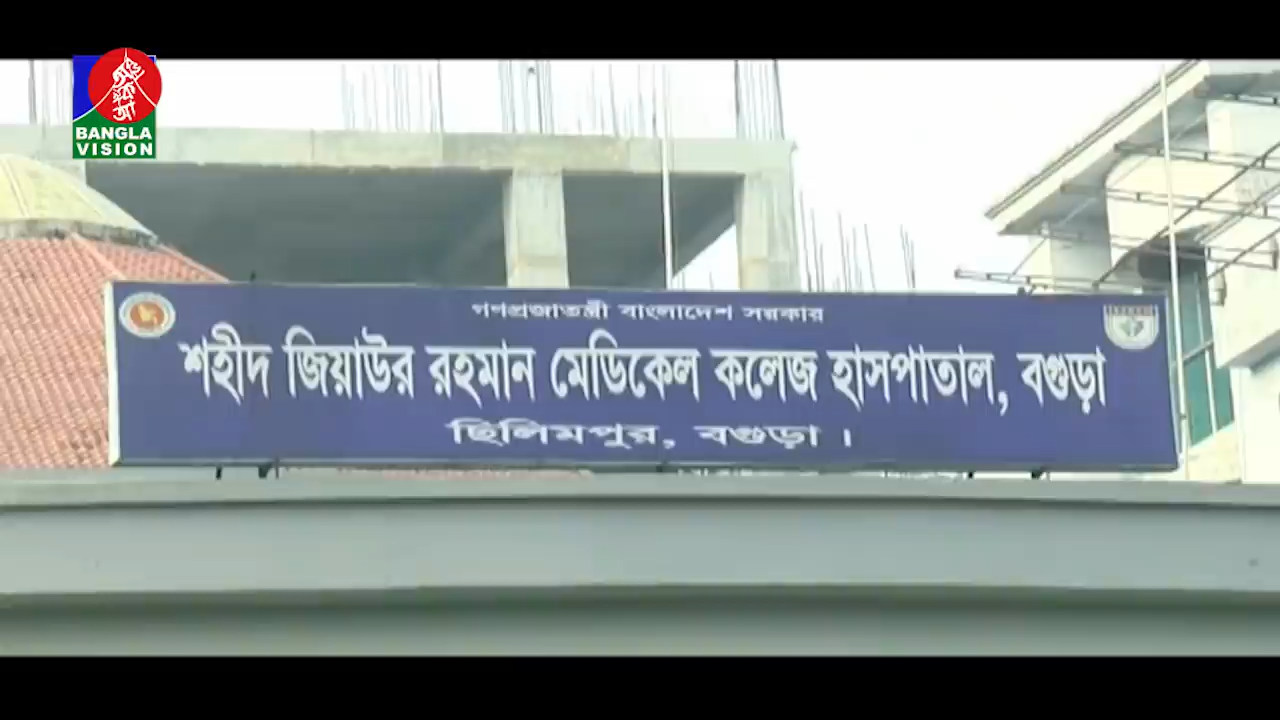 BANGLA
VISION
গণপ্রজাতন্ত্রী বাংলাদেশ সরকার
শহীদ জিয়াউর রহমান মেডিকেল কলেজ হাসপাতাল, বগুড়া
ছিলিমপুর, বগুড়া ।